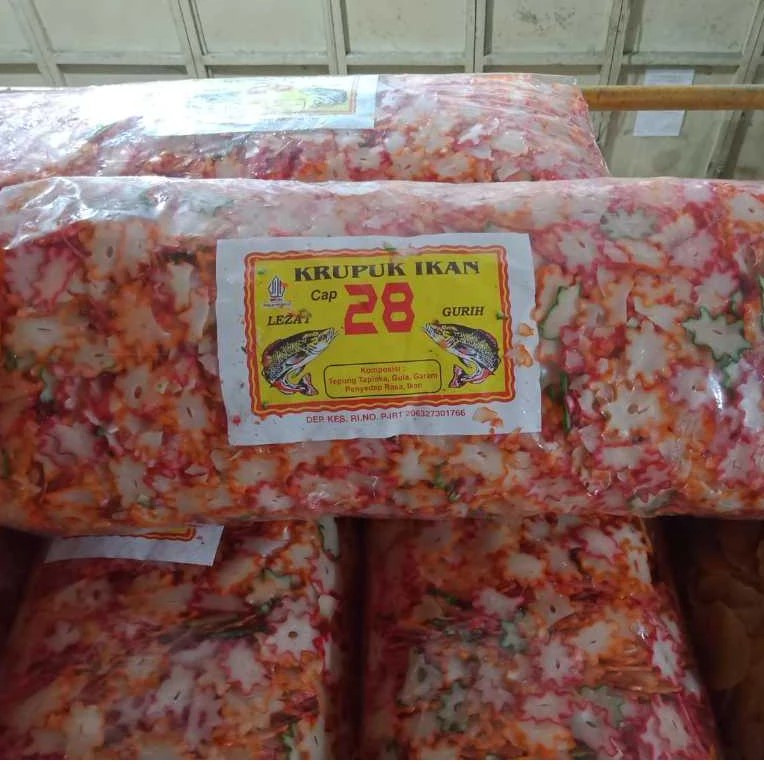 KRUPUK IKAN
Cap 28
LEZAT GURIH
Komposisi :
Tepung Tapioka, Gula, Garam
Penyedap Rasa, Ikan
DEP. KES. RI.NO. P-IRT 206327301766